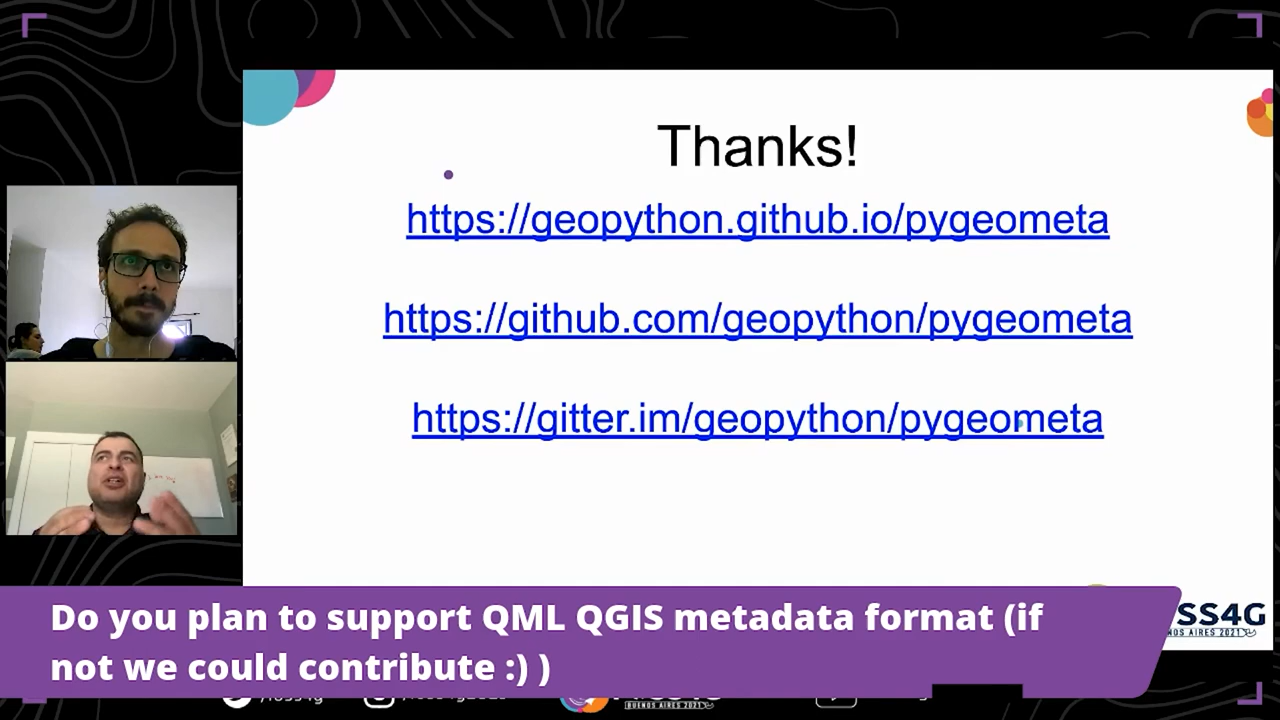 Thanks!
https://geopython.github.io/pygeometa
https://github.com/geopython/pygeometa
https://gitter.im/geopython/pygeometa
Do you plan to support QML QGIS metadata format (if
not we could contribute :) )
SS4G
BUENOS AIRES 2021